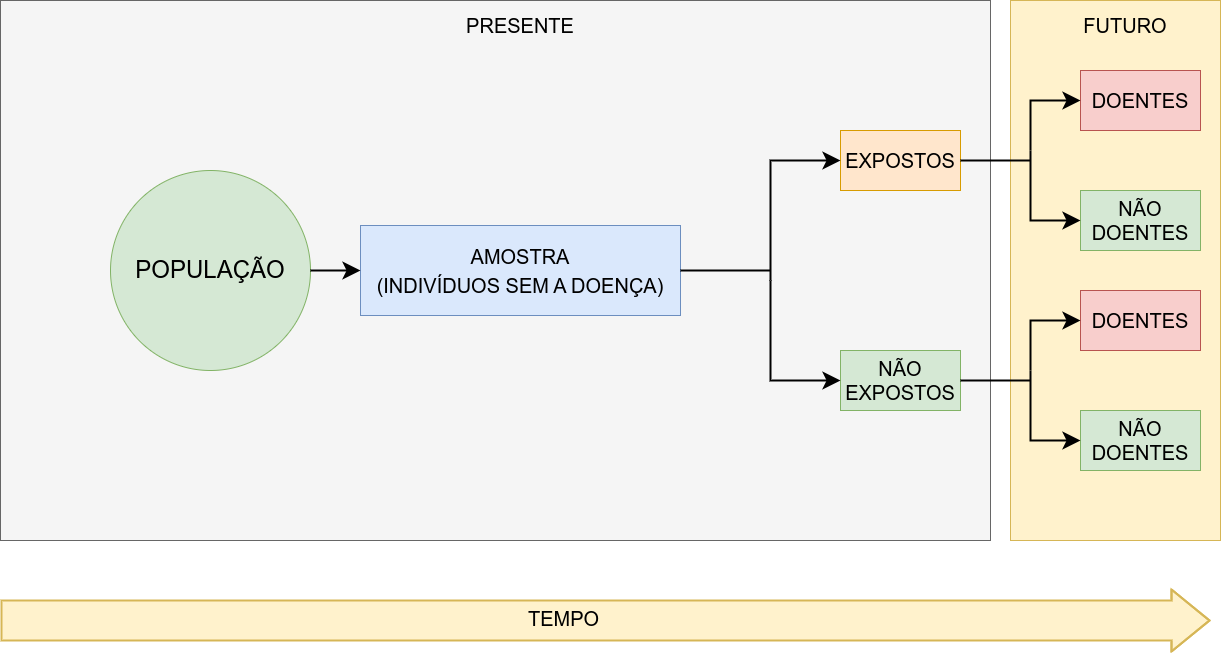 PRESENTE
FUTURO
POPULAÇÃO
AMOSTRA
(INDIVÍDUOS SEM A DOENÇA)
EXPOSTOS
NÃO
EXPOSTOS
DOENTES
NÃO
DOENTES
DOENTES
NÃO
DOENTES
TEMPO